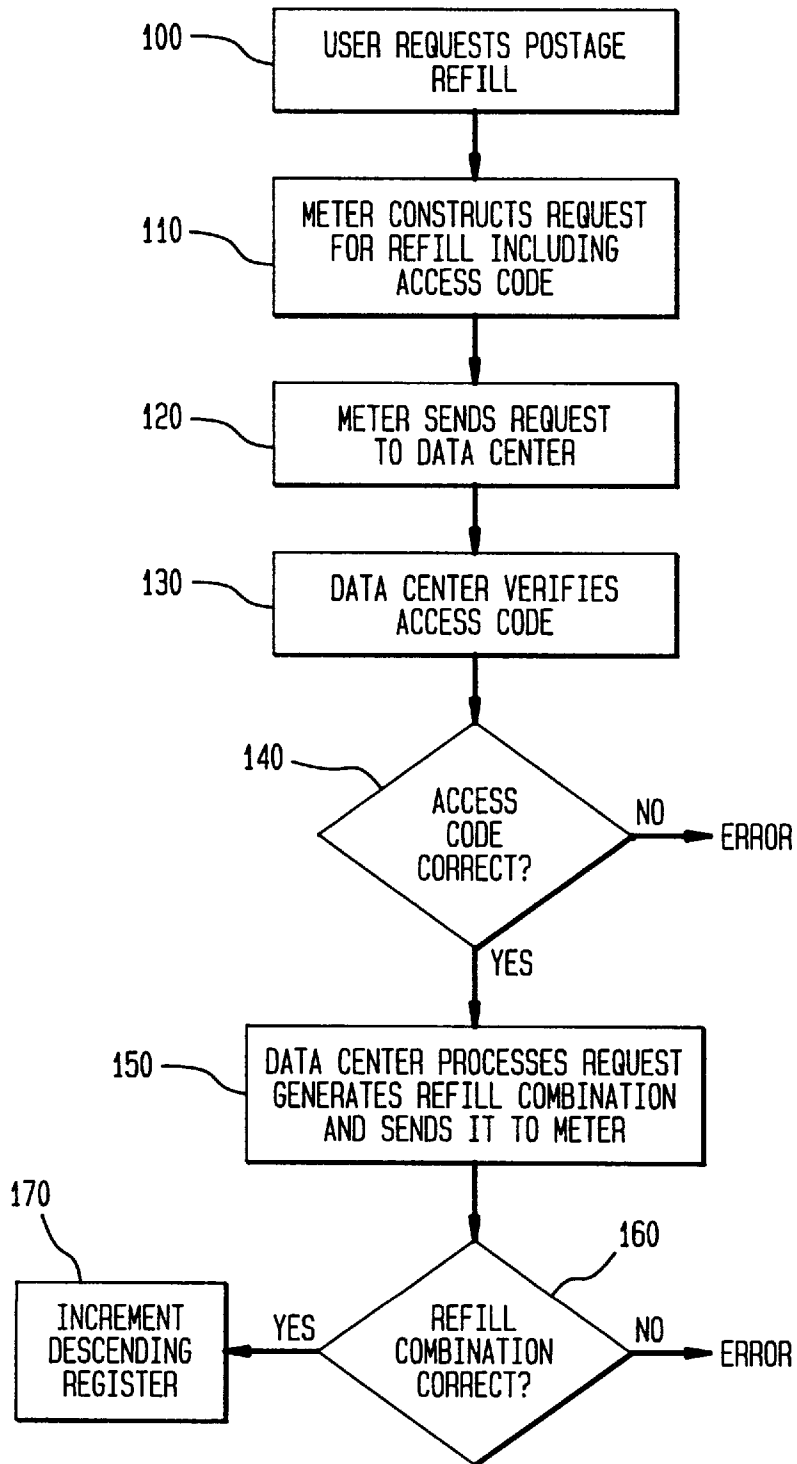 100
USER REQUESTS POSTAGE
REFILL
110
METER CONSTRUCTS REQUEST
FOR REFILL INCLUDING
ACCESS CODE
120
METER SENDS REQUEST
TO DATA CENTER
130
DATA CENTER VERIFIES
ACCESS CODE
140
ACCESS
CODE
CORRECT?
NO
ERROR
YES
150
DATA CENTER PROCESSES REQUEST
GENERATES REFILL COMBINATION
AND SENDS IT TO METER
170
INCREMENT
DESCENDING
REGISTER
YES
160
REFILL
COMBINATION
CORRECT?
NO
ERROR